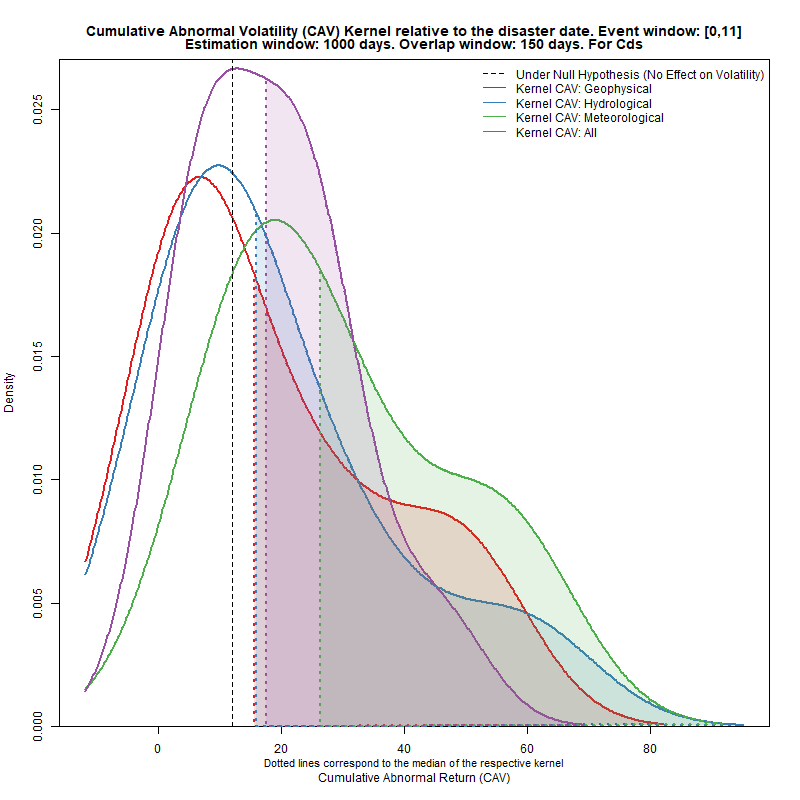 Cumulative Abnormal Volatility (CAV) Kernel relative to the disaster date. Event window: [0,11]
Estimation window: 1000 days. Overlap window: 150 days. For Cds
Under Null Hypothesis (No Effect on Volatility)
Kernel CAV: Geophysical
Kernel CAV: Hydrological
Kernel CAV: Meteorological
Kernel CAV: All
Density
0.025
0.020
0.015
0.010
0.005
0.000
0 20 40 60 80
Dotted lines correspond to the median of the respective kernel
Cumulative Abnormal Return (CAV)